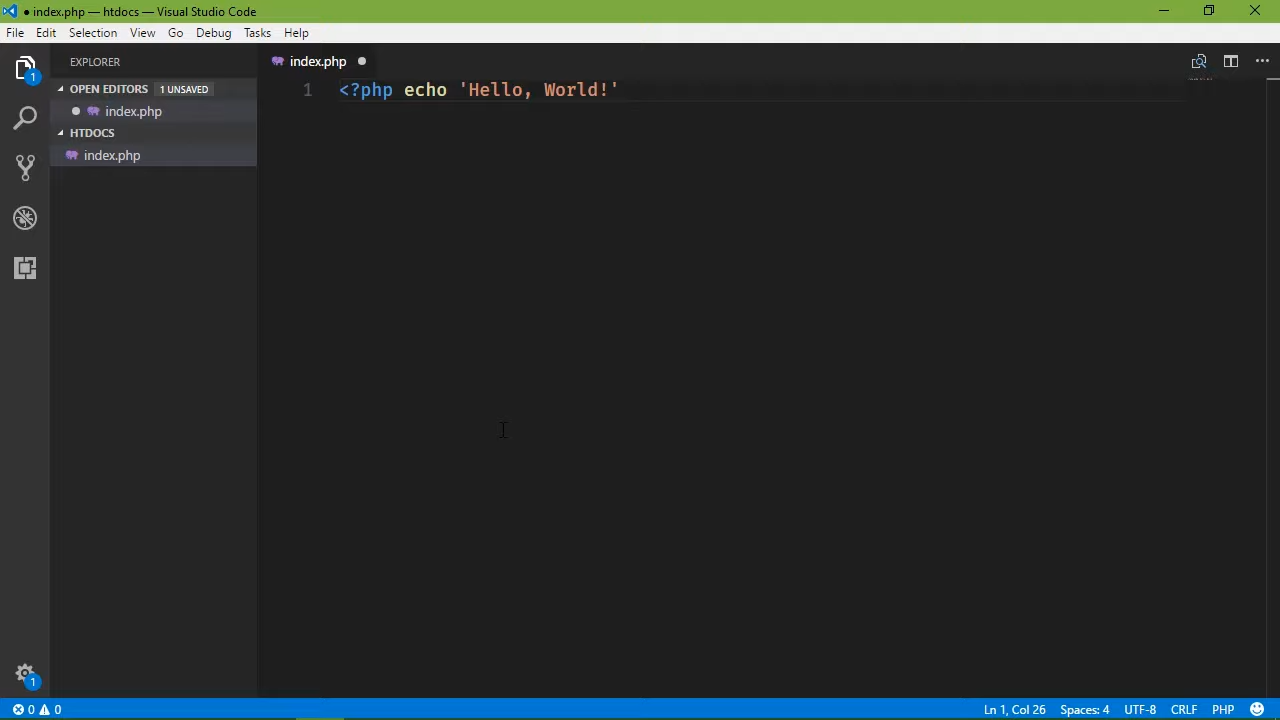 ● index.php — htdocs — Visual Studio Code
File Edit Selection View Go Debug Tasks Help
1
EXPLORER
OPEN EDITORS 1 UNSAVED
index.php
HTDOCS
index.php
index.php
1 <?php echo 'Hello, World!'
1
0 0
Ln 1, Col 26 Spaces: 4 UTF-8 CRLF PHP